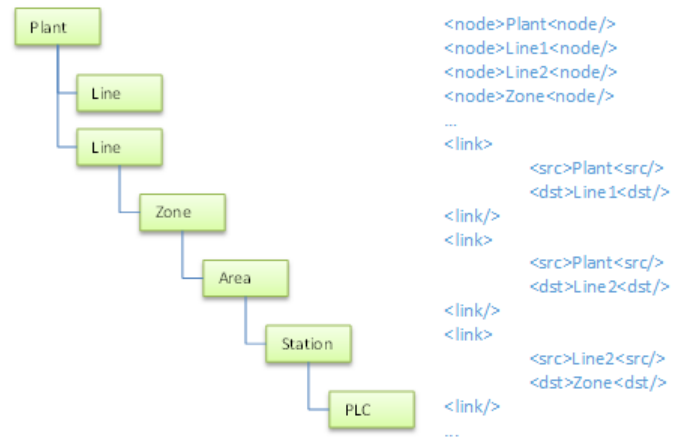 Plant
Line
Line
Zone
Area
Station
PLC
<node>Plant<node/>
<node>Line1<node/>
<node>Line2<node/>
<node>Zone<node/>
...
<link>
<src>Plant<src/>
<dst>Line1<dst/>
<link/>
<link>
<src>Plant<src/>
<dst>Line2<dst/>
<link/>
<link>
<src>Line2<src/>
<dst>Zone<dst/>
<link/>
...